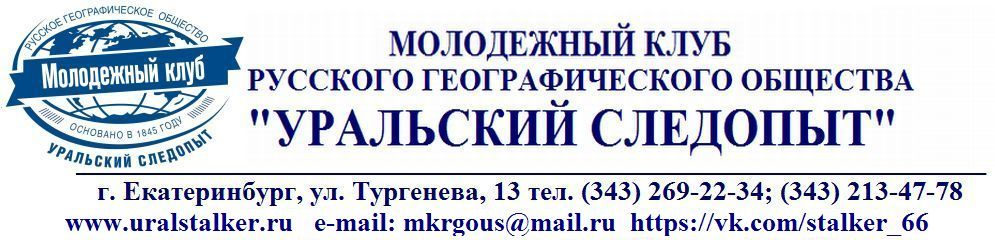 РУССКОЕ ГЕОГРАФИЧЕСКОЕ ОБЩЕСТВО
Молодежный клуб
ОСНОВАНО В 1845 ГОДУ
УРАЛЬСКИЙ СЛЕДОПЫТ
МОЛОДЕЖНЫЙ КЛУБ
РУССКОГО ГЕОГРАФИЧЕСКОГО ОБЩЕСТВА
"УРАЛЬСКИЙ СЛЕДОПЫТ"
г. Екатеринбург, ул. Тургенева, 13 тел. (343) 269-22-34; (343) 213-47-78
www.uralstalker.ru e-mail: mkrgous@mail.ru https://vk.com/stalker_66